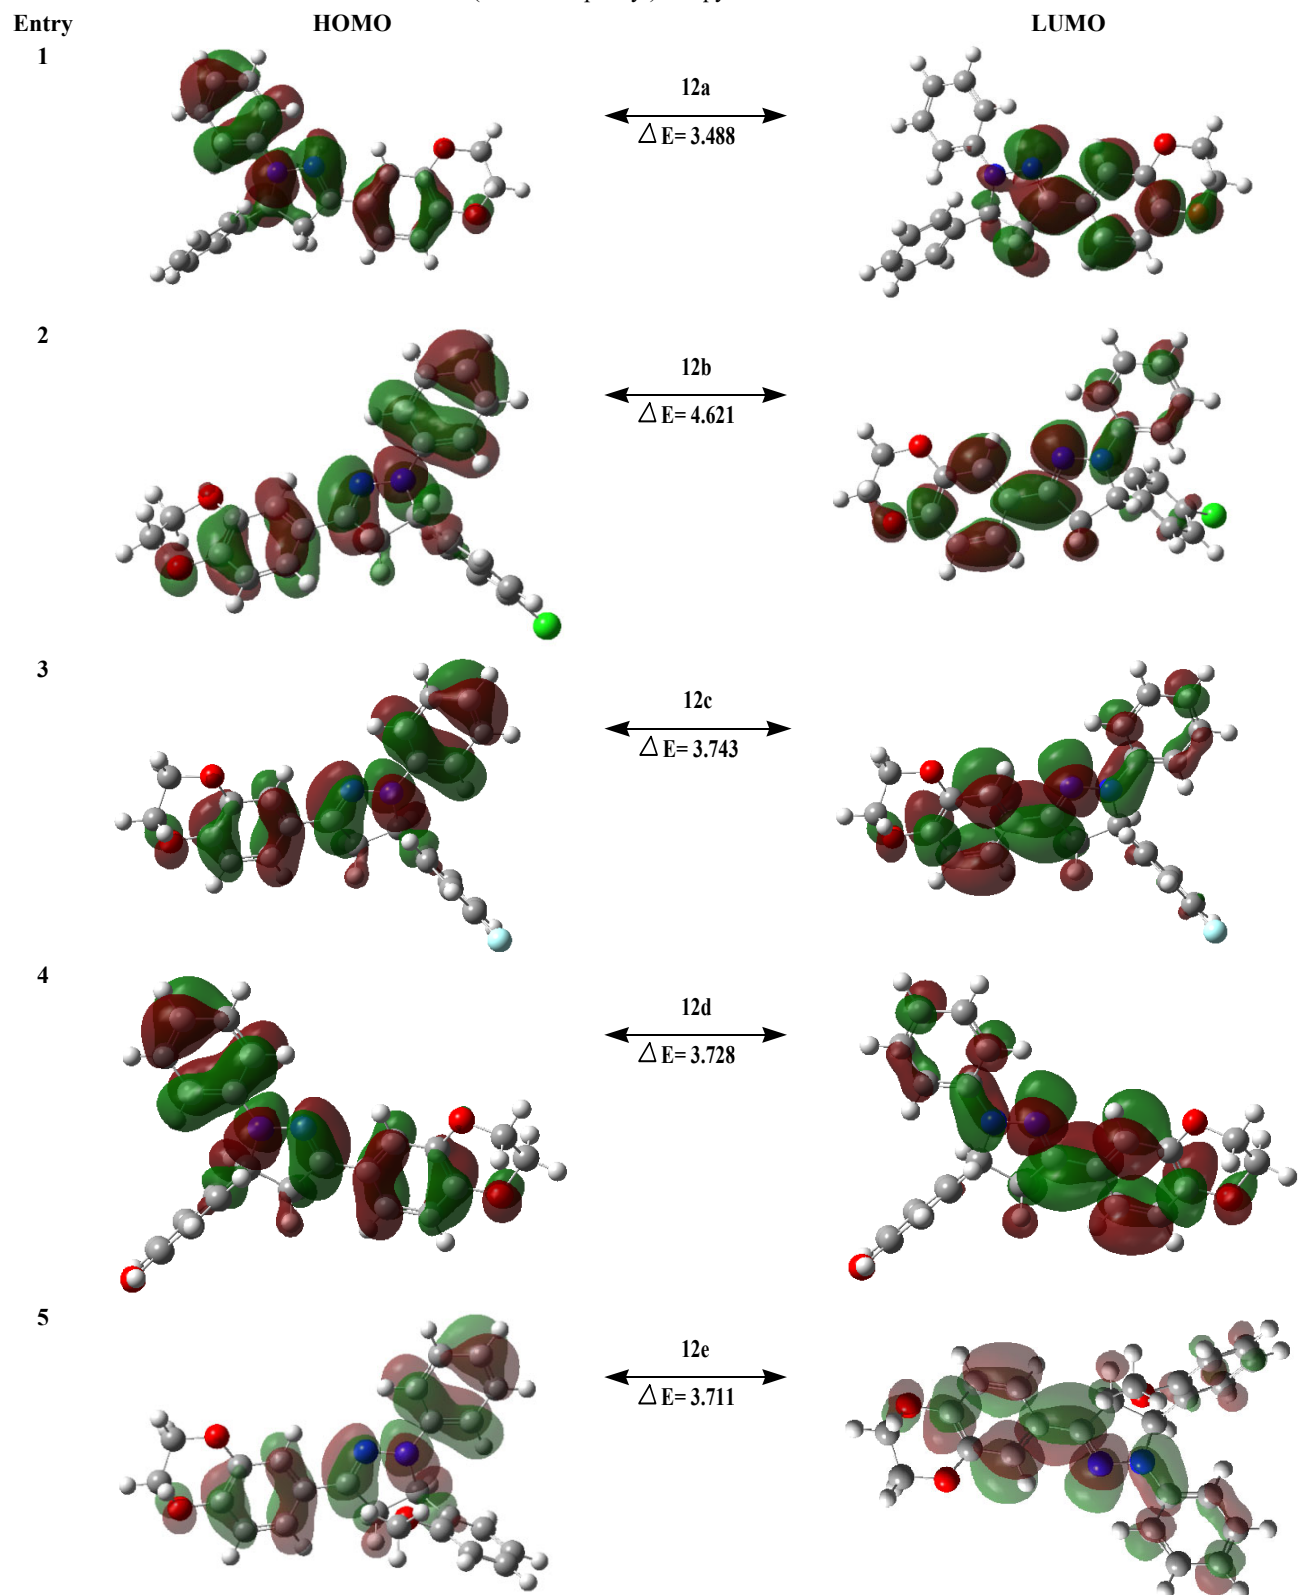 Entry HOMO LUMO
1
12a
△ E= 3.488
2
12b
△ E= 4.621
3
12c
△ E= 3.743
4
12d
△ E= 3.728
5
12e
△ E= 3.711